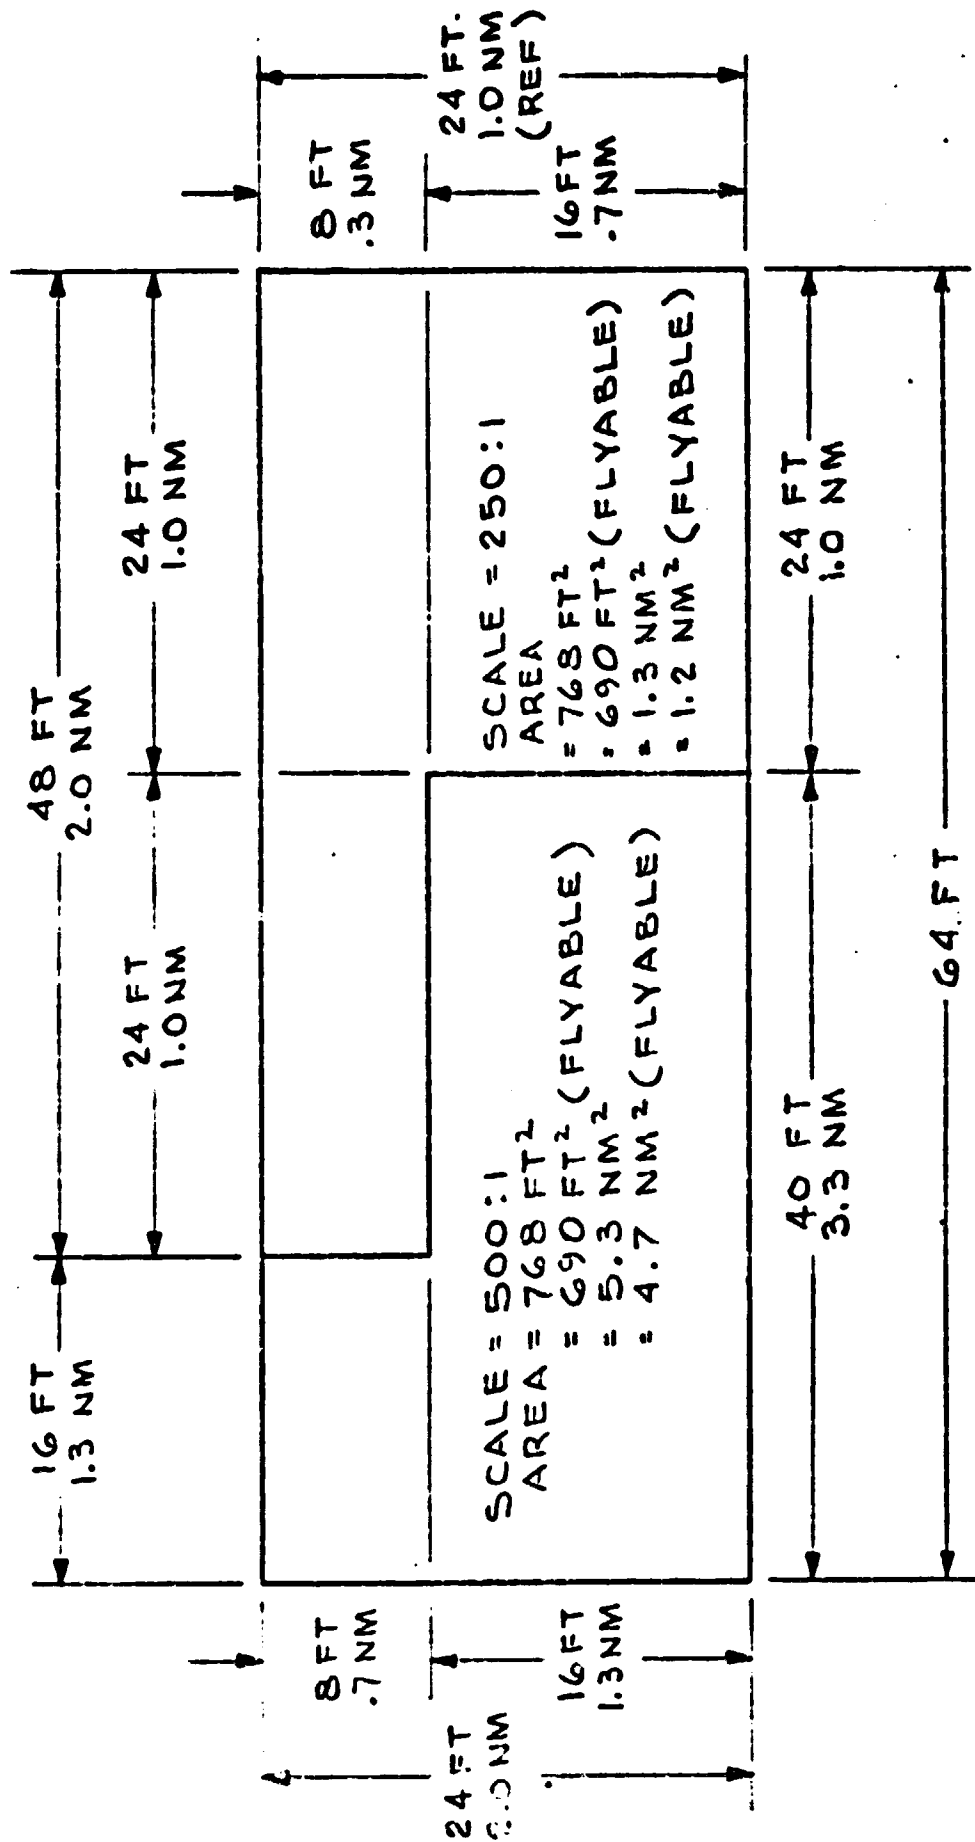 16 FT
1.3 NM
48 FT
2.0 NM
24 FT
1.0 NM
24 FT
1.0 NM
8 FT
.7 NM
16 FT
1.3 NM
24 FT
2.0 NM
SCALE = 500:1
AREA = 768 FT²
= 690 FT² (FLYABLE)
= 5.3 NM²
= 4.7 NM² (FLYABLE)
SCALE = 250:1
AREA
= 768 FT²
= 690 FT² (FLYABLE)
= 1.3 NM²
= 1.2 NM² (FLYABLE)
8 FT
.3 NM
16 FT
.7 NM
24 FT.
1.0 NM
(REF)
40 FT
3.3 NM
24 FT
1.0 NM
64 FT